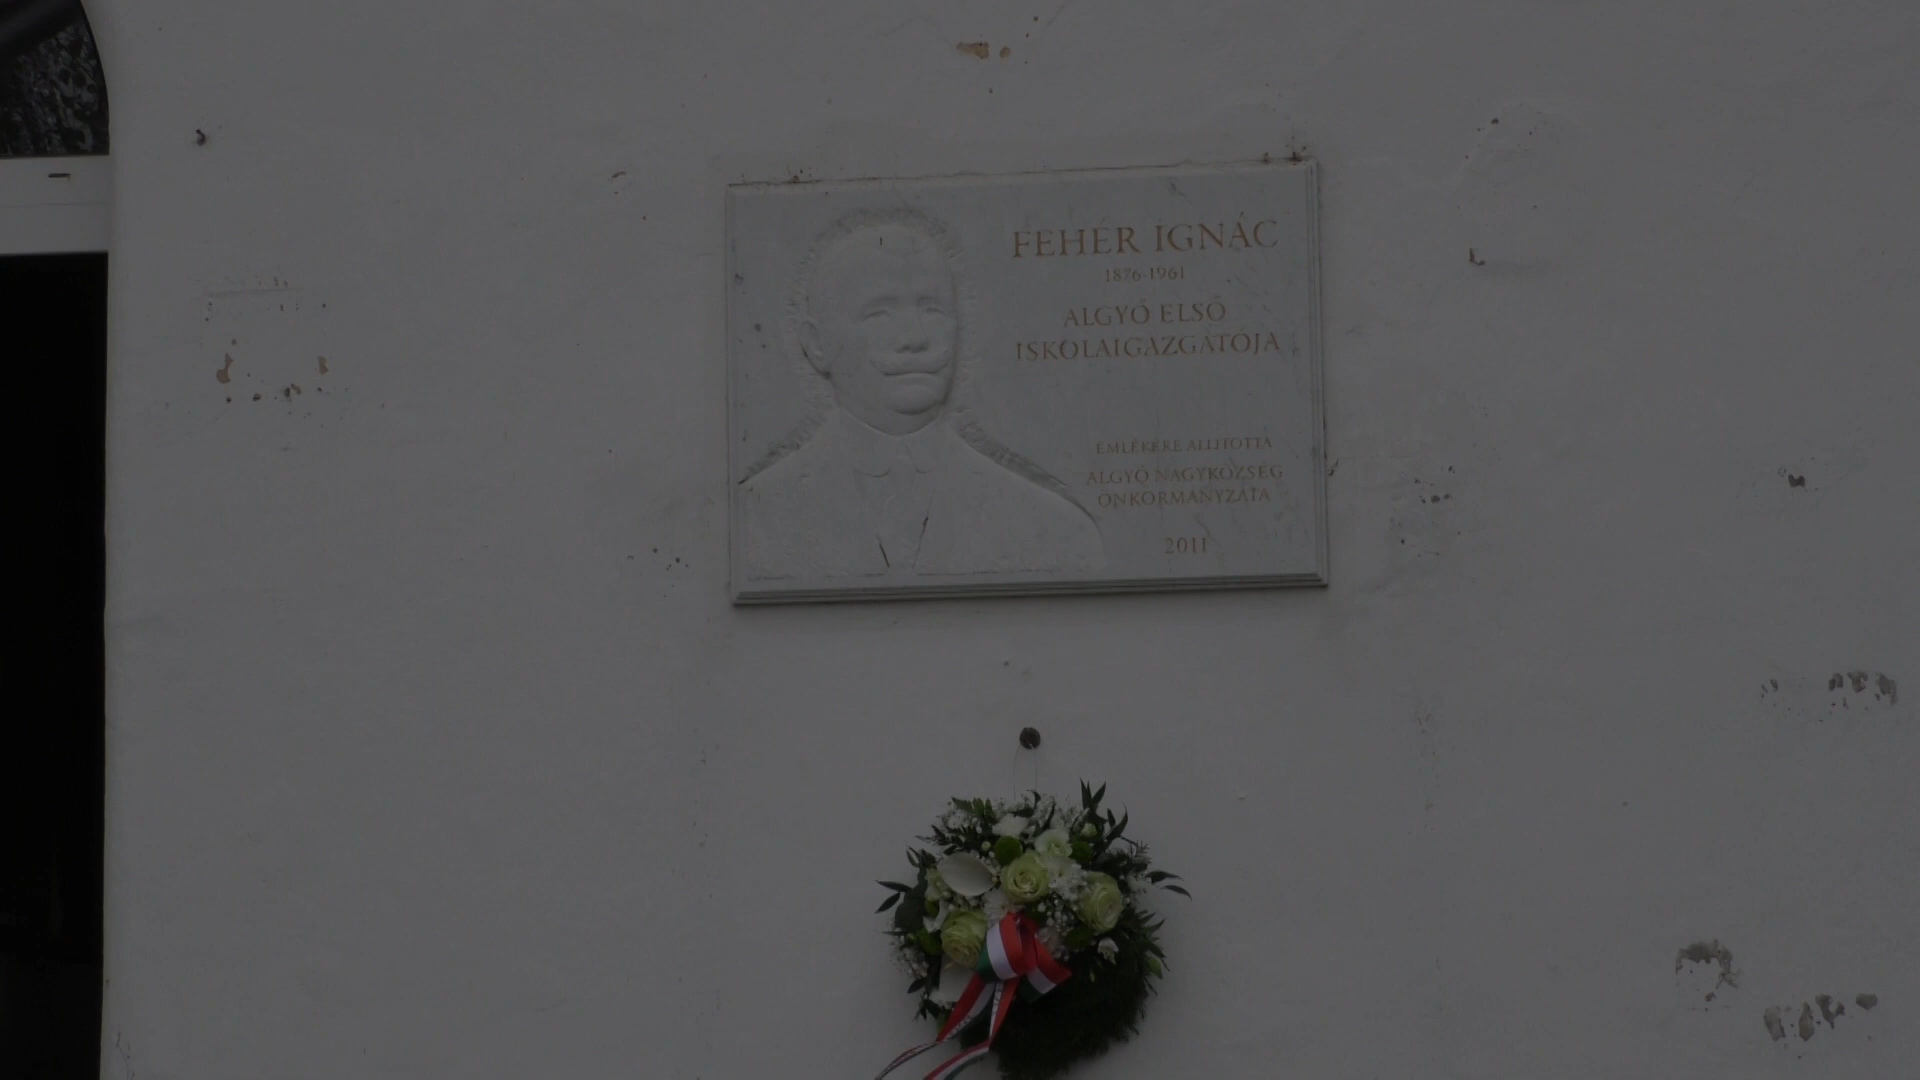 FEHÉR IGNÁC
1876-1961
ALGYŐ ELSŐ
ISKOLAIGAZGATÓJA
EMLÉKÉRE ÁLLÍTOTTA
ALGYŐ NAGYKÖZSÉG
ÖNKORMÁNYZATA
2011